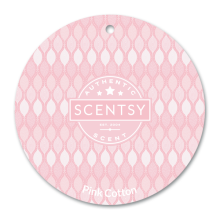 AUTHENTIC
SCENTSY
EST. 2004
SCENT
Pink Cotton